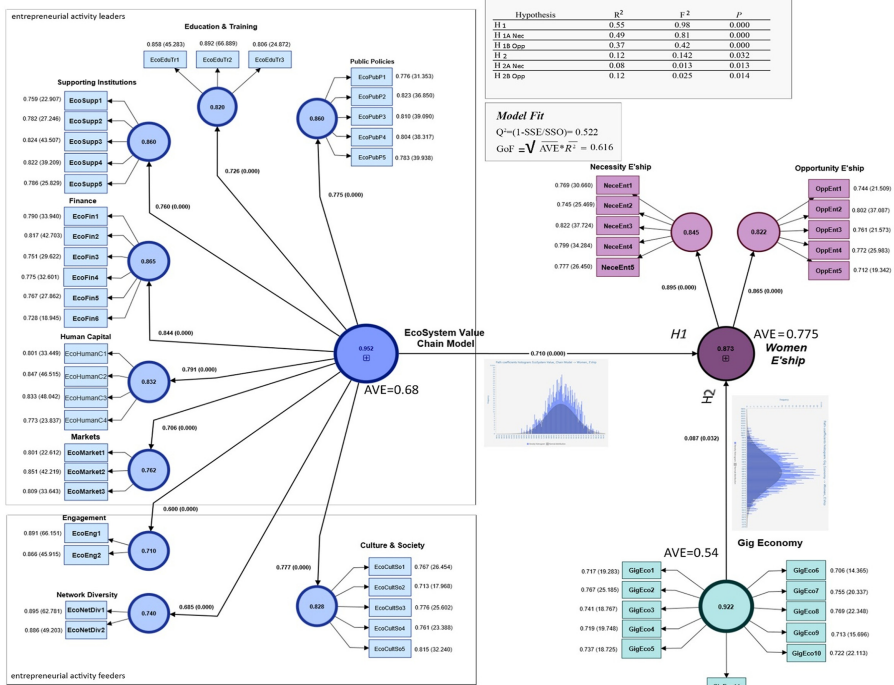 entrepreneurial activity leaders
Education & Training
0.858 (45.283) 0.892 (66.889) 0.806 (24.872)
EcoEduTr1 EcoEduTr2 EcoEduTr3
0.820
Public Policies
EcoPubP1 0.776 (31.353)
EcoPubP2 0.823 (36.850)
EcoPubP3 0.810 (39.090)
EcoPubP4 0.804 (38.317)
EcoPubP5 0.783 (39.938)
0.860
Supporting Institutions
0.759 (22.907) EcoSupp1
0.782 (27.246) EcoSupp2
0.824 (43.507) EcoSupp3
0.822 (39.209) EcoSupp4
0.786 (25.829) EcoSupp5
0.860
0.726 (0.000)
0.775 (0.000)
0.760 (0.000)
Finance
0.790 (33.940) EcoFin1
0.817 (42.703) EcoFin2
0.751 (29.622) EcoFin3
0.775 (32.601) EcoFin4
0.767 (27.862) EcoFin5
0.728 (18.945) EcoFin6
0.865
0.844 (0.000)
Human Capital
0.801 (33.449) EcoHumanC1
0.847 (46.515) EcoHumanC2
0.833 (48.042) EcoHumanC3
0.773 (23.837) EcoHumanC4
0.832
0.791 (0.000)
0.952
EcoSystem Value
Chain Model
AVE=0.68
0.706 (0.000)
Markets
0.801 (22.612) EcoMarket1
0.851 (42.219) EcoMarket2
0.809 (33.643) EcoMarket3
0.762
0.600 (0.000)
Engagement
0.891 (66.151) EcoEng1
0.866 (45.915) EcoEng2
0.710
Network Diversity
0.895 (62.781) EcoNetDiv1
0.886 (49.203) EcoNetDiv2
0.740
0.685 (0.000)
0.777 (0.000)
Culture & Society
EcoCultSo1 0.767 (26.454)
EcoCultSo2 0.713 (17.968)
EcoCultSo3 0.776 (25.602)
EcoCultSo4 0.761 (23.388)
EcoCultSo5 0.815 (32.240)
0.828
entrepreneurial activity feeders
Hypothesis R2 F2 P
H 1 0.55 0.98 0.000
H 1A Nec 0.49 0.81 0.000
H 1B Opp 0.37 0.42 0.000
H 2 0.12 0.142 0.032
H 2A Nec 0.08 0.013 0.013
H 2B Opp 0.12 0.025 0.014
Model Fit
Q2=(1-SSE/SSO)= 0.522
GoF =√ AVE*R2 = 0.616
Necessity E'ship
0.769 (30.660) NeceEnt1
0.745 (25.469) NeceEnt2
0.822 (37.724) NeceEnt3
0.799 (34.284) NeceEnt4
0.777 (26.450) NeceEnt5
0.845
Opportunity E'ship
OppEnt1 0.744 (21.509)
OppEnt2 0.802 (37.087)
OppEnt3 0.761 (21.573)
OppEnt4 0.772 (25.983)
OppEnt5 0.712 (19.342)
0.822
0.895 (0.000)
0.865 (0.000)
H1
0.710 (0.000)
0.873
AVE=0.775
Women
E'ship
H2
0.087 (0.032)
AVE=0.54
Gig Economy
0.717 (19.283) GigEco1
0.767 (25.185) GigEco2
0.741 (18.767) GigEco3
0.719 (19.748) GigEco4
0.737 (18.725) GigEco5
0.922
GigEco6 0.706 (14.365)
GigEco7 0.755 (20.337)
GigEco8 0.769 (22.348)
GigEco9 0.713 (15.696)
GigEco10 0.722 (22.113)